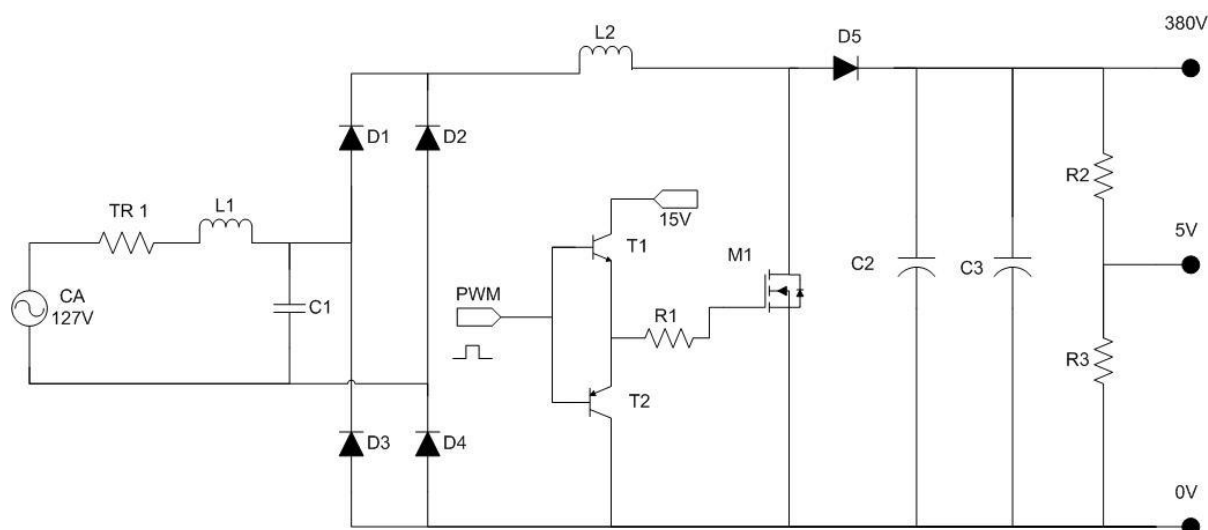 380V
L2
D5
D1
D2
R2
TR 1
L1
15V
T1
5V
M1
C2
C3
CA
127V
C1
PWM
R1
R3
T2
D3
D4
0V